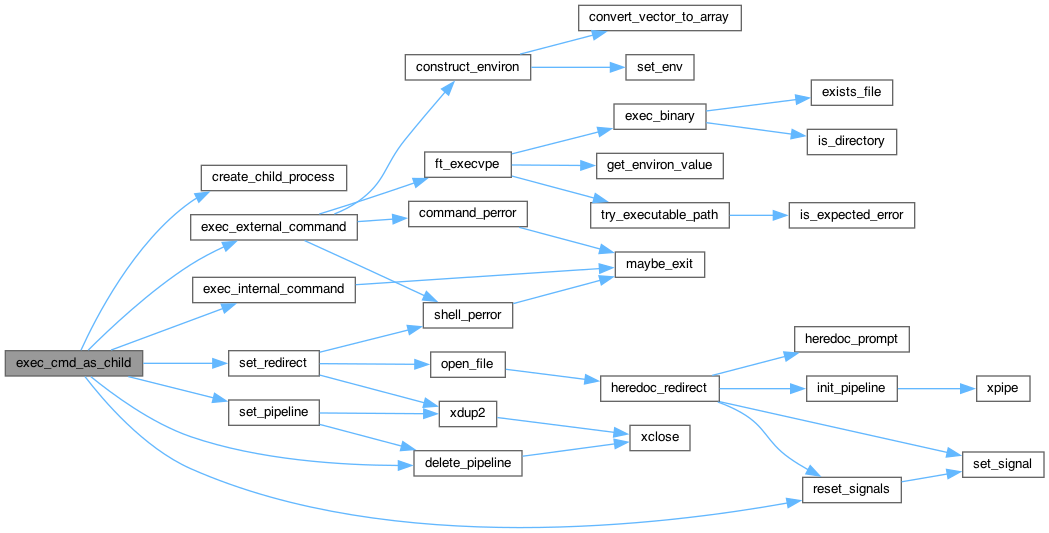 convert_vector_to_array
construct_environ
set_env
exists_file
exec_binary
is_directory
ft_execvpe
get_environ_value
create_child_process
command_perror
try_executable_path
is_expected_error
exec_external_command
maybe_exit
exec_internal_command
shell_perror
heredoc_prompt
exec_cmd_as_child
set_redirect
open_file
heredoc_redirect
init_pipeline
xpipe
set_pipeline
xdup2
xclose
delete_pipeline
set_signal
reset_signals